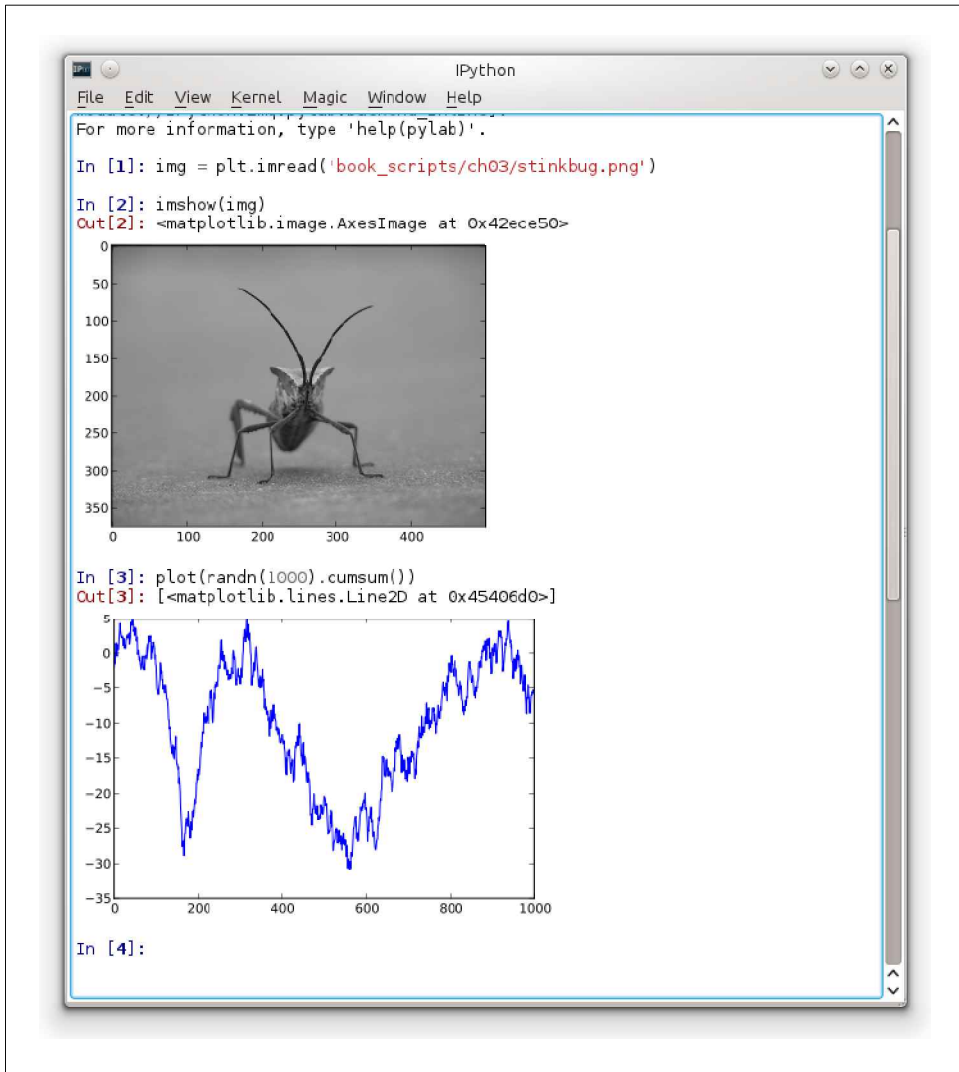 IPython
File Edit View Kernel Magic Window Help
For more information, type 'help(pylab)'.
In [1]: img = plt.imread('book_scripts/ch03/stinkbug.png')
In [2]: imshow(img)
Out[2]: <matplotlib.image.AxesImage at 0x42ece50>
0
50
100
150
200
250
300
350
0 100 200 300 400
In [3]: plot(randn(1000).cumsum())
Out[3]: [<matplotlib.lines.Line2D at 0x45406d0>]
5
0
−5
−10
−15
−20
−25
−30
−35
0 200 400 600 800 1000
In [4]: